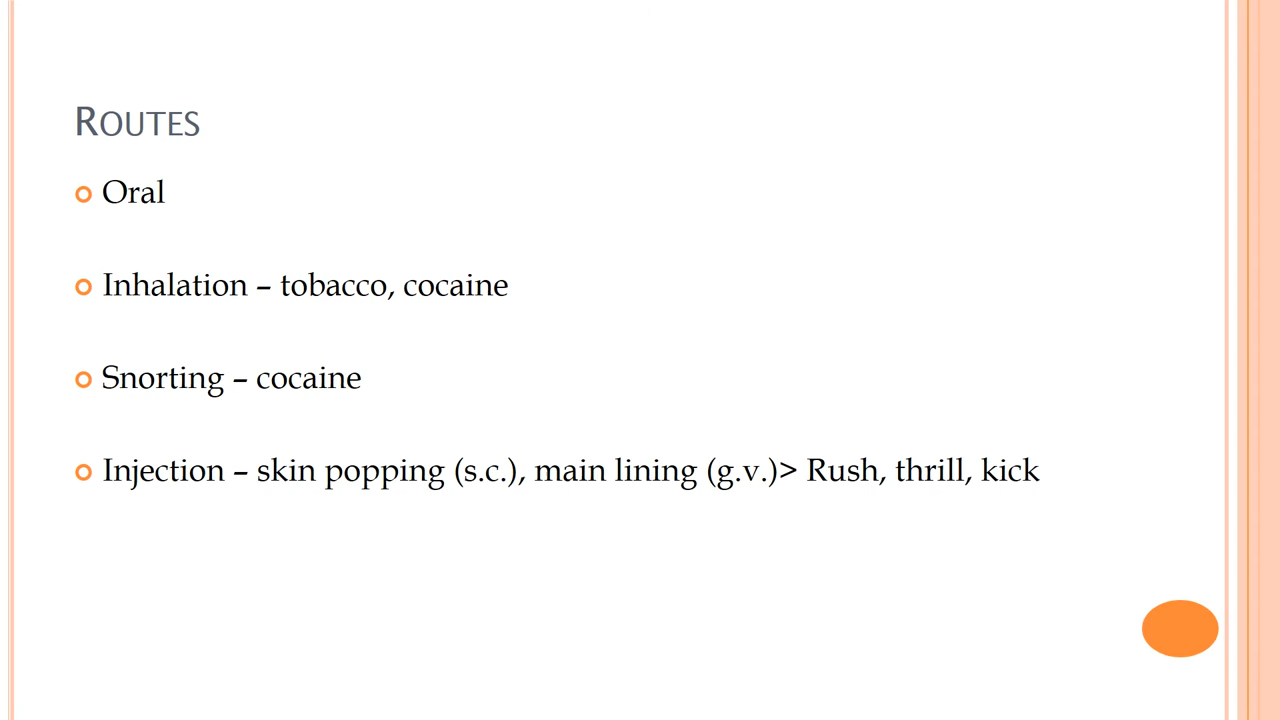 ROUTES
Oral
Inhalation – tobacco, cocaine
Snorting – cocaine
Injection – skin popping (s.c.), main lining (g.v.)> Rush, thrill, kick